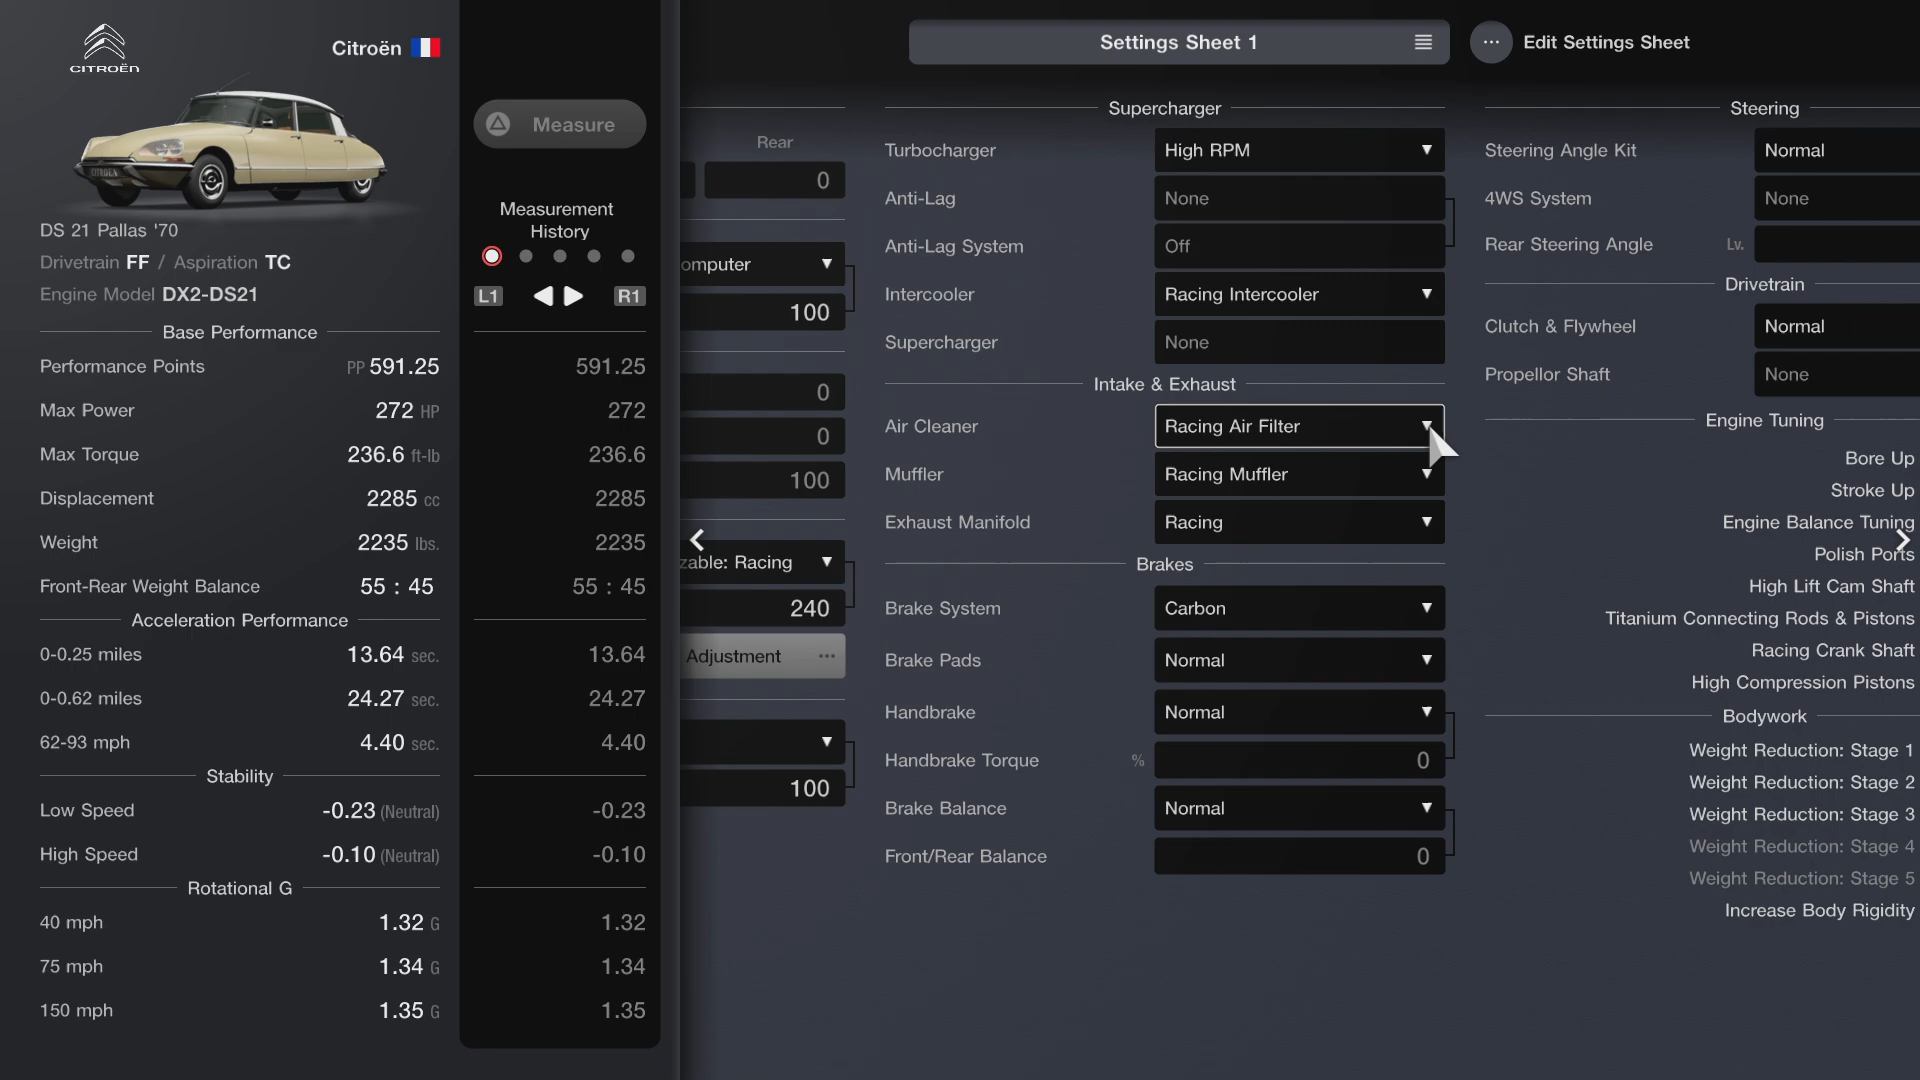 Citroën
CITROËN
DS 21 Pallas '70
Drivetrain FF / Aspiration TC
Engine Model DX2-DS21
Base Performance
Performance Points PP 591.25
Max Power 272 HP
Max Torque 236.6 ft-lb
Displacement 2285 cc
Weight 2235 lbs.
Front-Rear Weight Balance 55 : 45
Acceleration Performance
0-0.25 miles 13.64 sec.
0-0.62 miles 24.27 sec.
62-93 mph 4.40 sec.
Stability
Low Speed -0.23 (Neutral)
High Speed -0.10 (Neutral)
Rotational G
40 mph 1.32 G
75 mph 1.34 G
150 mph 1.35 G
Measure
Measurement
History
L1 R1
591.25
272
236.6
2285
2235
55 : 45
13.64
24.27
4.40
-0.23
-0.10
1.32
1.34
1.35
Rear
0
omputer
100
0
0
100
zable: Racing
240
Adjustment ...
100
Settings Sheet 1
... Edit Settings Sheet
Supercharger
Turbocharger High RPM
Anti-Lag None
Anti-Lag System Off
Intercooler Racing Intercooler
Supercharger None
Intake & Exhaust
Air Cleaner Racing Air Filter
Muffler Racing Muffler
Exhaust Manifold Racing
Brakes
Brake System Carbon
Brake Pads Normal
Handbrake Normal
Handbrake Torque % 0
Brake Balance Normal
Front/Rear Balance 0
Steering
Steering Angle Kit Normal
4WS System None
Rear Steering Angle Lv.
Drivetrain
Clutch & Flywheel Normal
Propellor Shaft None
Engine Tuning
Bore Up
Stroke Up
Engine Balance Tuning
Polish Ports
High Lift Cam Shaft
Titanium Connecting Rods & Pistons
Racing Crank Shaft
High Compression Pistons
Bodywork
Weight Reduction: Stage 1
Weight Reduction: Stage 2
Weight Reduction: Stage 3
Weight Reduction: Stage 4
Weight Reduction: Stage 5
Increase Body Rigidity